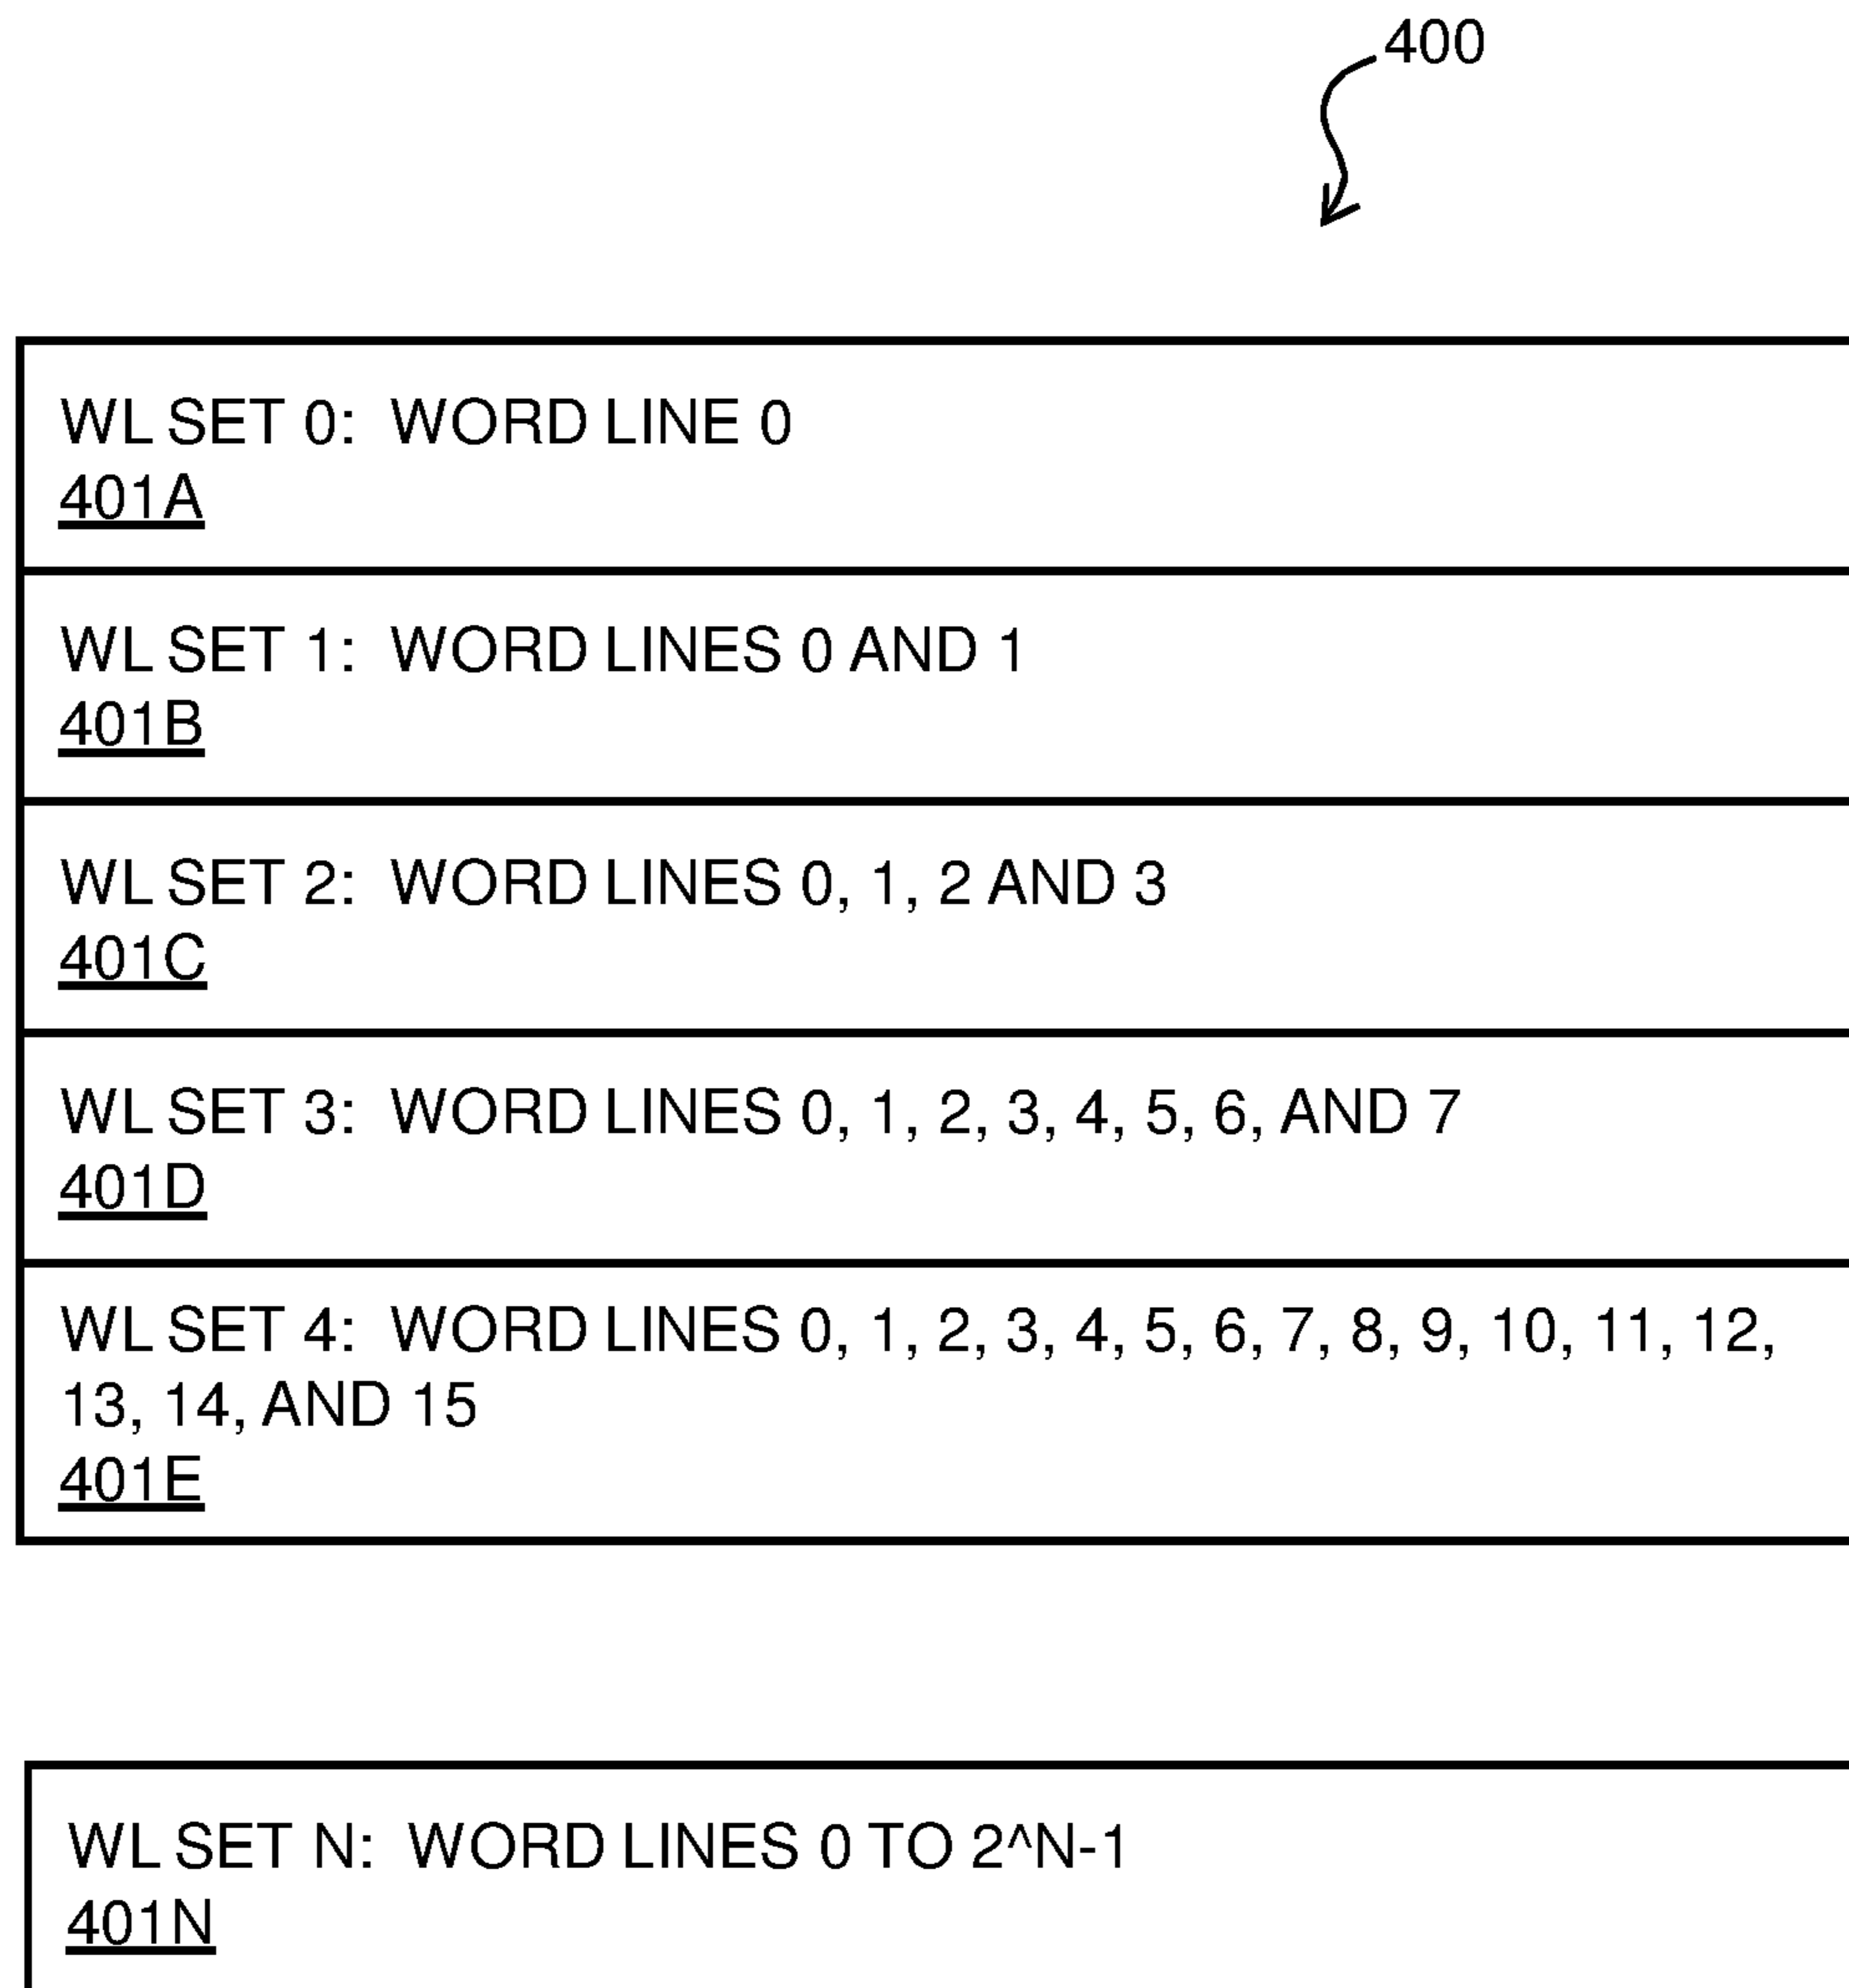 400
WL SET 0: WORD LINE 0
401A
WL SET 1: WORD LINES 0 AND 1
401B
WL SET 2: WORD LINES 0, 1, 2 AND 3
401C
WL SET 3: WORD LINES 0, 1, 2, 3, 4, 5, 6, AND 7
401D
WL SET 4: WORD LINES 0, 1, 2, 3, 4, 5, 6, 7, 8, 9, 10, 11, 12,
13, 14, AND 15
401E
WL SET N: WORD LINES 0 TO 2^N-1
401N